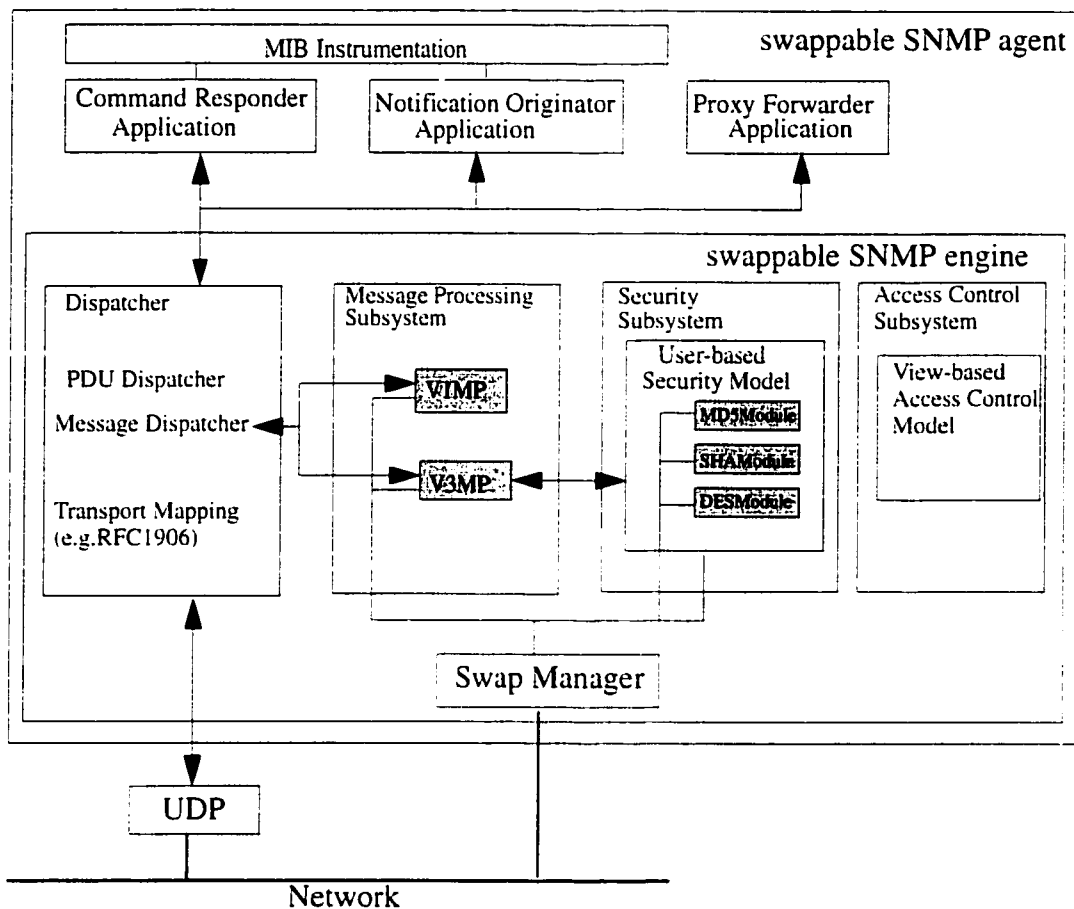 swappable SNMP agent
MIB Instrumentation
Command Responder
Application
Notification Originator
Application
Proxy Forwarder
Application
swappable SNMP engine
Dispatcher
PDU Dispatcher
Message Dispatcher
Transport Mapping
(e.g.RFC1906)
Message Processing
Subsystem
V1MP
V3MP
Security
Subsystem
User-based
Security Model
MD5Module
SHAModule
DESModule
Access Control
Subsystem
View-based
Access Control
Model
Swap Manager
UDP
Network